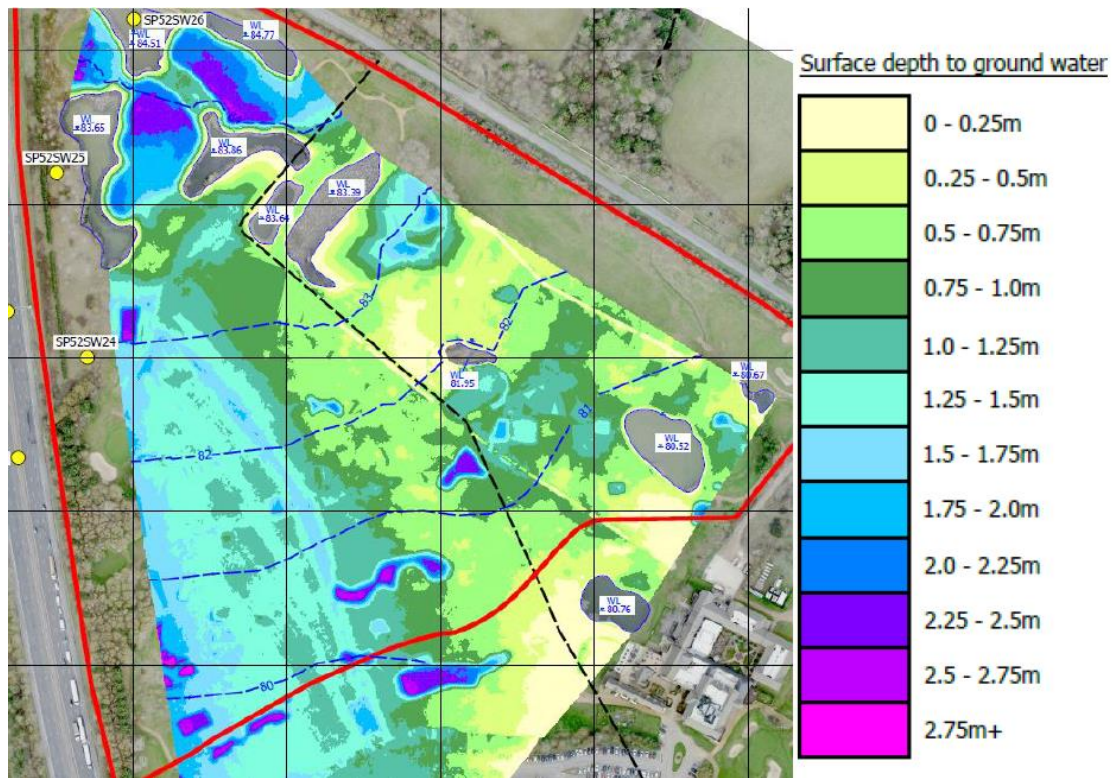 SP52SW26
WL
84.51
WL
84.77
WL
83.65
WL
83.86
SP52SW25
WL
83.39
WL
83.64
83
82
SP52SW24
WL
81.95
WL
80.67
81
WL
80.52
82
WL
80.76
80
Surface depth to ground water
0 - 0.25m
0..25 - 0.5m
0.5 - 0.75m
0.75 - 1.0m
1.0 - 1.25m
1.25 - 1.5m
1.5 - 1.75m
1.75 - 2.0m
2.0 - 2.25m
2.25 - 2.5m
2.5 - 2.75m
2.75m+